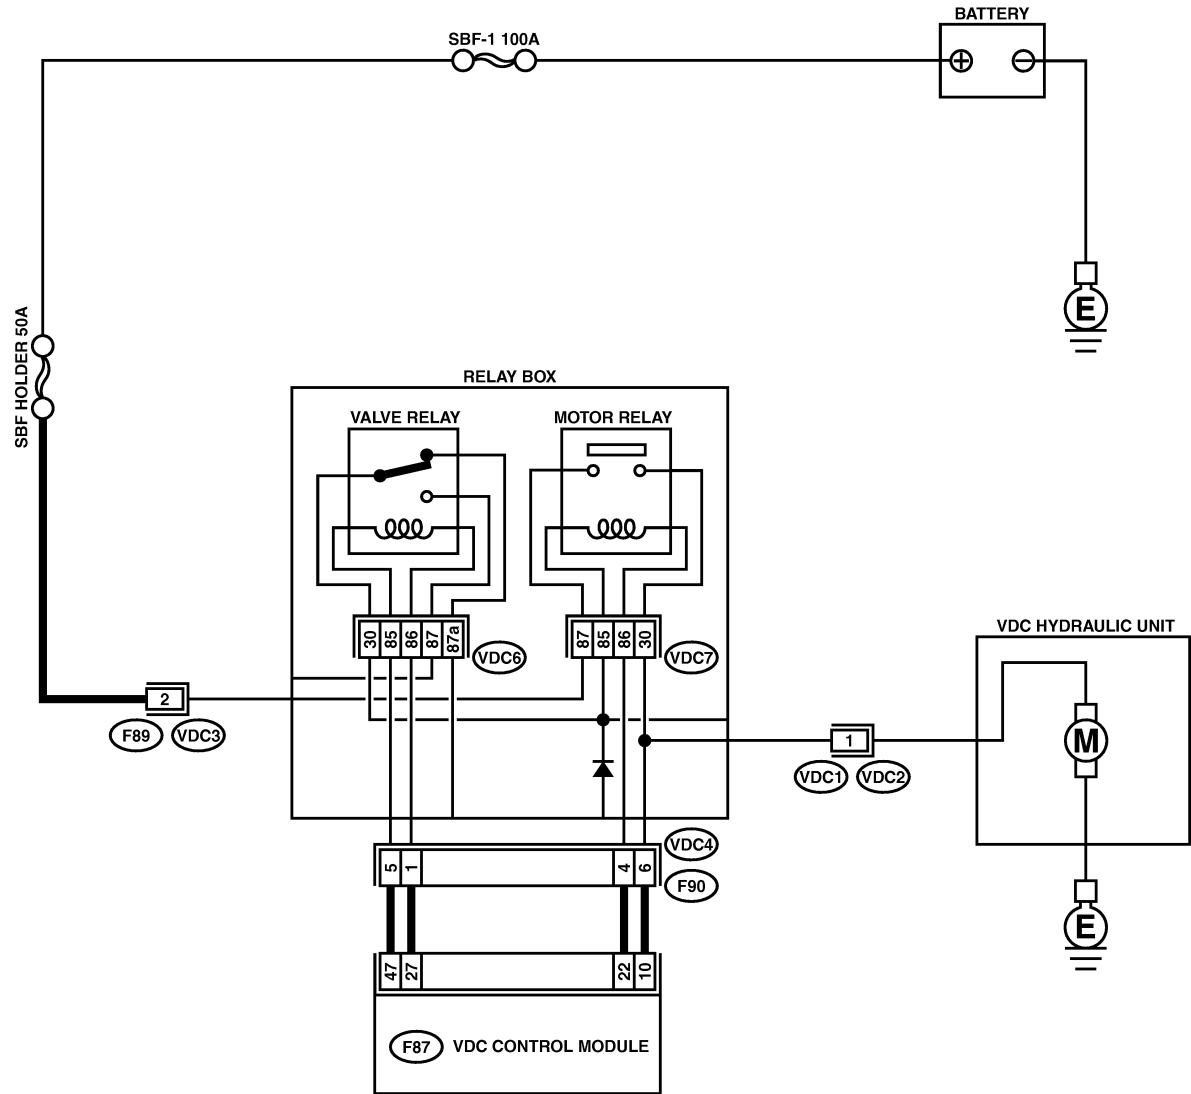 BATTERY
SBF-1 100A
E
SBF HOLDER 50A
RELAY BOX
VALVE RELAY
MOTOR RELAY
30 85 86 87 87a
VDC6
87 85 86 30
VDC7
VDC HYDRAULIC UNIT
2
F89 VDC3
M
1
VDC1 VDC2
VDC4
5 1 4 6
F90
E
47 27 22 10
F87 VDC CONTROL MODULE